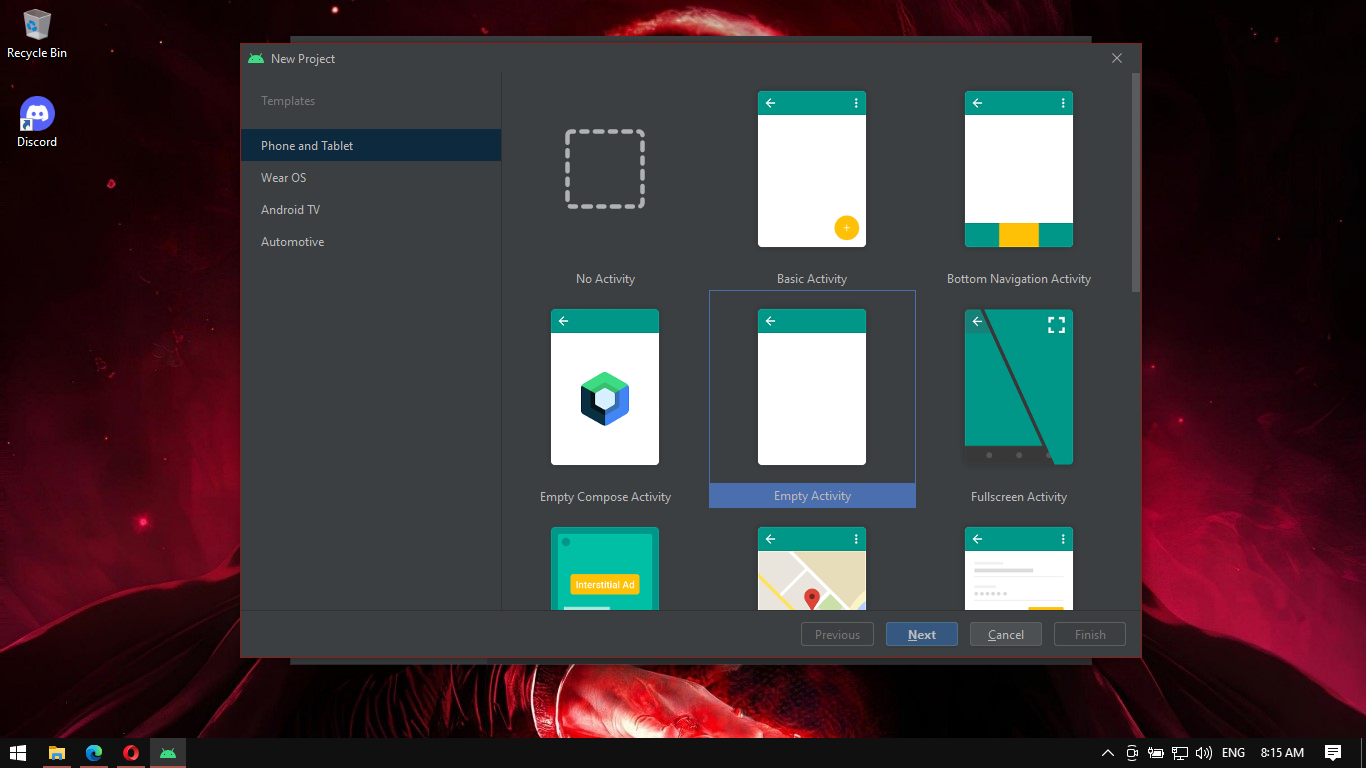 Recycle Bin
Discord
New Project
Templates
Phone and Tablet
Wear OS
Android TV
Automotive
No Activity
Basic Activity
Bottom Navigation Activity
Empty Compose Activity
Empty Activity
Fullscreen Activity
Interstitial Ad
Previous
Next
Cancel
Finish
ENG
8:15 AM